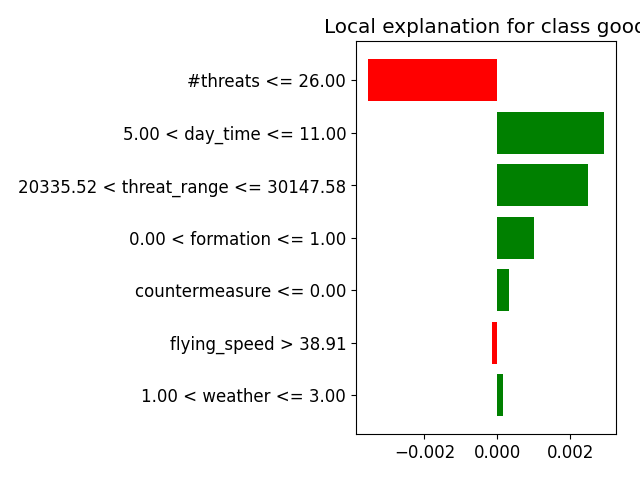 Local explanation for class good
#threats <= 26.00
5.00 < day_time <= 11.00
20335.52 < threat_range <= 30147.58
0.00 < formation <= 1.00
countermeasure <= 0.00
flying_speed > 38.91
1.00 < weather <= 3.00
−0.002 0.000 0.002